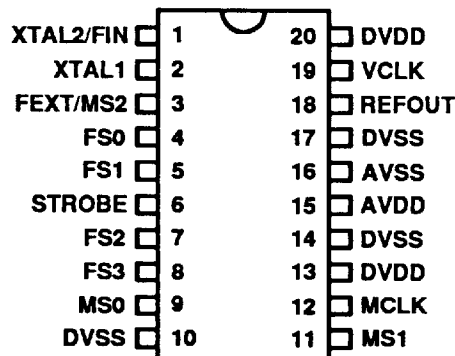 XTAL2/FIN 1 20 DVDD
XTAL1 2 19 VCLK
FEXT/MS2 3 18 REFOUT
FS0 4 17 DVSS
FS1 5 16 AVSS
STROBE 6 15 AVDD
FS2 7 14 DVSS
FS3 8 13 DVDD
MS0 9 12 MCLK
DVSS 10 11 MS1